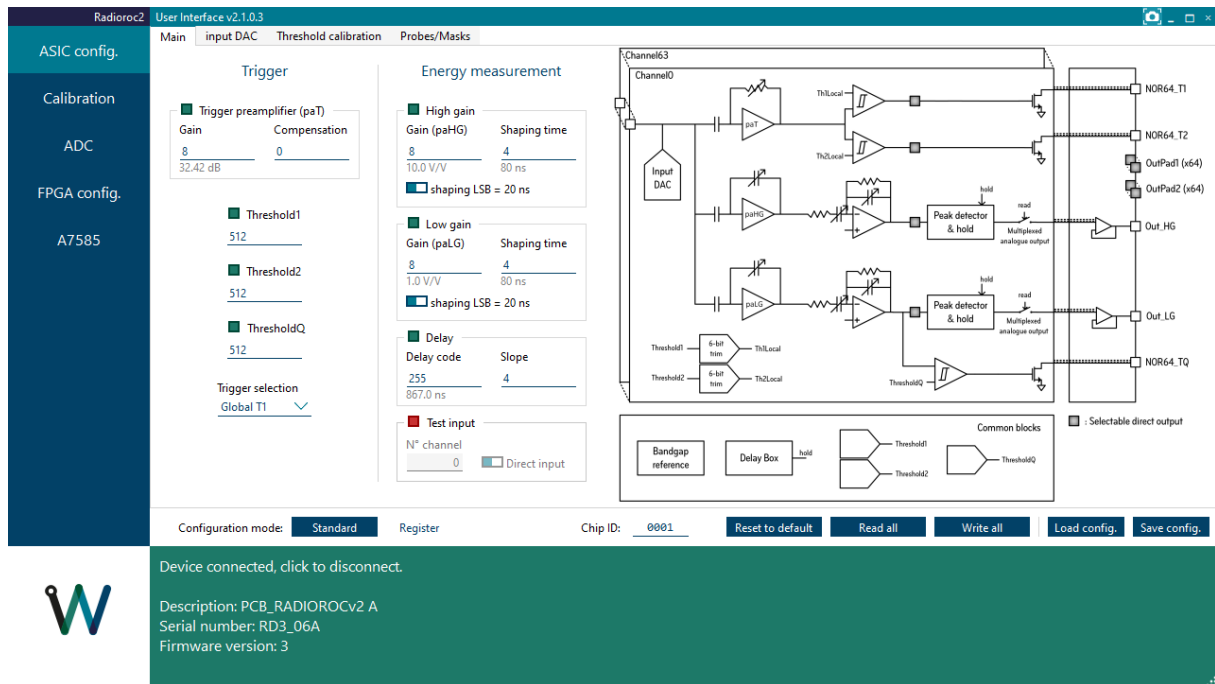 Radioroc2 User Interface v2.1.0.3
ASIC config.
Calibration
ADC
FPGA config.
A7585
Main input DAC Threshold calibration Probes/Masks
Trigger
Trigger preamplifier (paT)
Gain Compensation
8 0
32.42 dB
Threshold1
512
Threshold2
512
ThresholdQ
512
Trigger selection
Global T1
Energy measurement
High gain
Gain (paHG) Shaping time
8 4
10.0 V/V 80 ns
shaping LSB = 20 ns
Low gain
Gain (paLG) Shaping time
8 4
1.0 V/V 80 ns
shaping LSB = 20 ns
Delay
Delay code Slope
255 4
867.0 ns
Test input
N° channel
0 Direct input
Channel63
Channel0
Th1Local
paT
Th2Local
Input
DAC
paHG
hold
Peak detector
& hold
read
Multiplexed
analogue output
paLG
hold
Peak detector
& hold
read
Multiplexed
analogue output
Threshold1 6-bit
trim Th1Local
Threshold2 6-bit
trim Th2Local
ThresholdQ
NOR64_T1
NOR64_T2
OutPad1 (x64)
OutPad2 (x64)
Out_HG
Out_LG
NOR64_TQ
: Selectable direct output
Common blocks
Bandgap
reference
Delay Box
hold
Threshold1
Threshold2
ThresholdQ
Configuration mode: Standard Register Chip ID: 0001 Reset to default Read all Write all Load config. Save config.
Device connected, click to disconnect.
Description: PCB_RADIOROCv2 A
Serial number: RD3_06A
Firmware version: 3